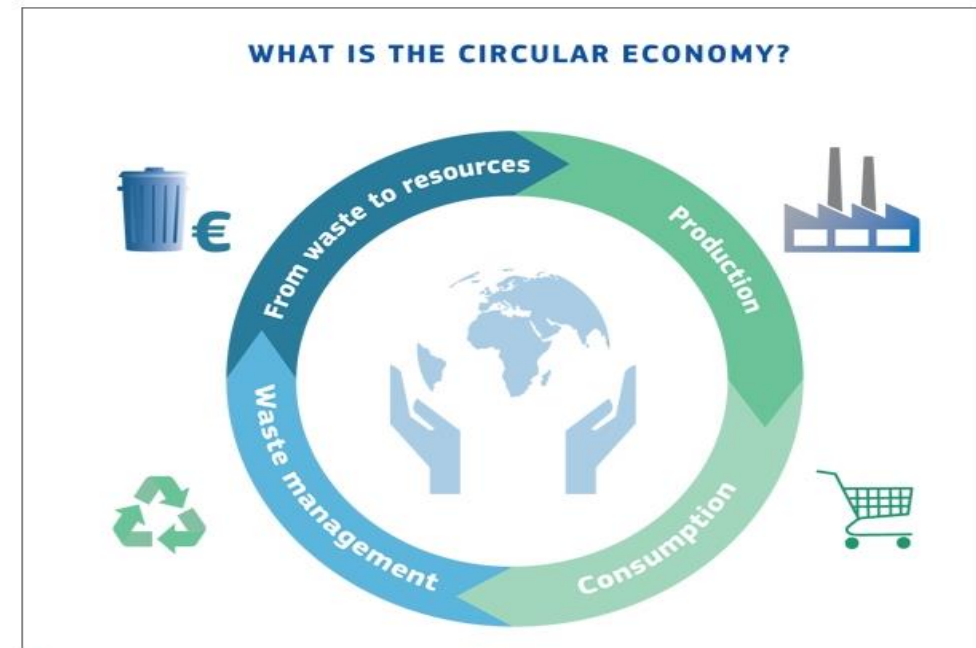 WHAT IS THE CIRCULAR ECONOMY?
From waste to resources
Production
€
Waste management
Consumption